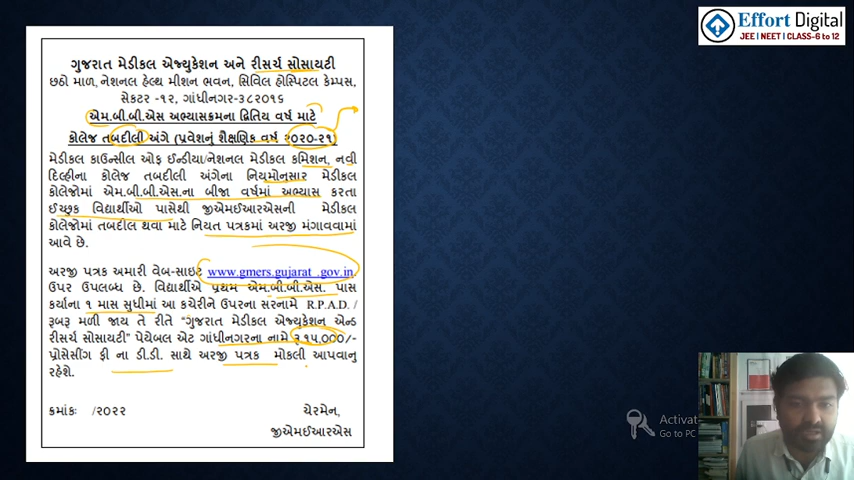 ગુજરાત મેડીકલ એજ્યુકેશન અને રીસર્ચ સોસાયટી
છઠો માળ, નેશનલ હેલ્થ મીશન ભવન, સિવિલ હોસ્પિટલ કેમ્પસ,
સેક્ટર -૧૨, ગાંધીનગર-૩૮૨૦૧૬
એમ.બી.બી.એસ અભ્યાસક્રમના દ્વિતિય વર્ષ માટે
કોલેજ તબદીલી અંગે (પ્રવેશનું શૈક્ષણિક વર્ષ ૨૦૨૦-૨૧)
મેડીકલ કાઉન્સીલ ઓફ ઈન્ડીયા/નેશનલ મેડીકલ કમિશન, નવી
દિલ્હીના કોલેજ તબદીલી અંગેના નિયમોનુસાર મેડીકલ
કોલેજોમાં એમ.બી.બી.એસ.ના બીજા વર્ષમાં અભ્યાસ કરતા
ઈચ્છુક વિદ્યાર્થીઓ પાસેથી જીએમઈઆરએસની મેડીકલ
કોલેજોમાં તબદીલ થવા માટે નિયત પત્રકમાં અરજી મંગાવવામાં
આવે છે.
અરજી પત્રક અમારી વેબ-સાઇટ www.gmers.gujarat .gov.in.
ઉપર ઉપલબ્ધ છે. વિદ્યાર્થીએ પ્રથમ એમ.બી.બી.એસ. પાસ
કર્યાના ૧ માસ સુધીમાં આ કચેરીને ઉપરના સરનામે R.P.A.D. /
રૂબરૂ મળી જાય તે રીતે "ગુજરાત મેડીકલ એજ્યુકેશન એન્ડ
રીસર્ચ સોસાયટી" પેયેબલ એટ ગાંધીનગરના નામે રૂ.૧૫,૦૦૦/-
પ્રોસેસીંગ ફી ના ડી.ડી. સાથે અરજી પત્રક મોકલી આપવાનુ
રહેશે.
ક્રમાંકઃ /૨૦૨૨ ચેરમેન,
જીએમઈઆરએસ
Effort Digital
JEE | NEET | CLASS-6 to 12
Activat
Go to PC